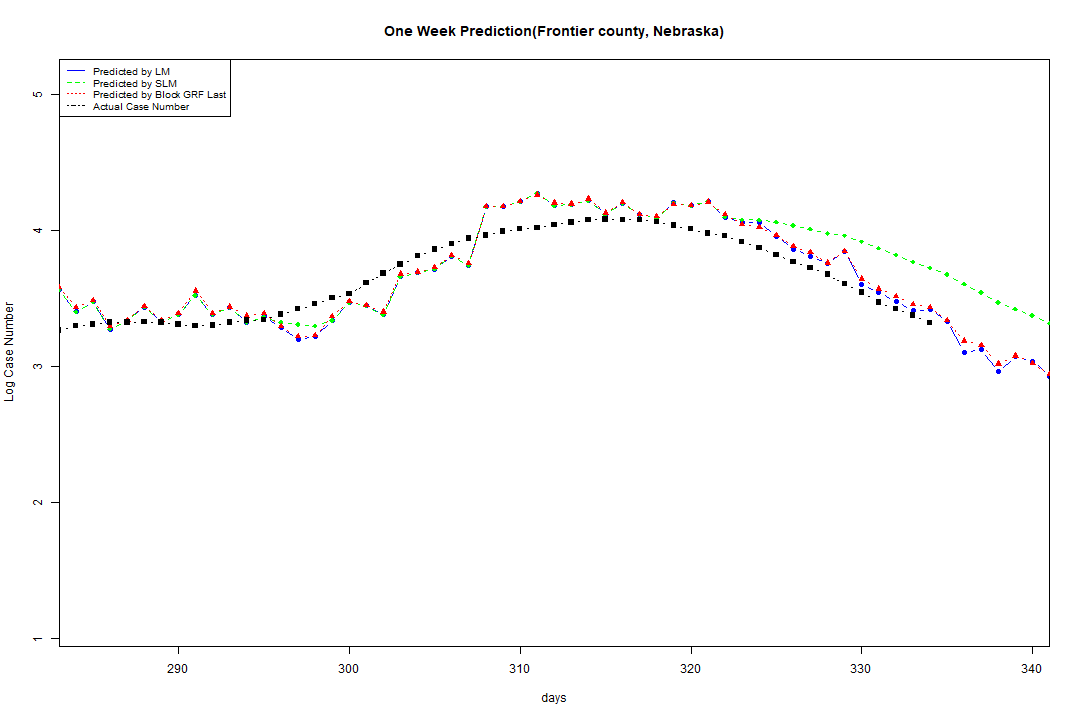 One Week Prediction(Frontier county, Nebraska)
Predicted by LM
Predicted by SLM
Predicted by Block GRF Last
Actual Case Number
5
4
3
2
1
Log Case Number
290 300 310 320 330 340
days